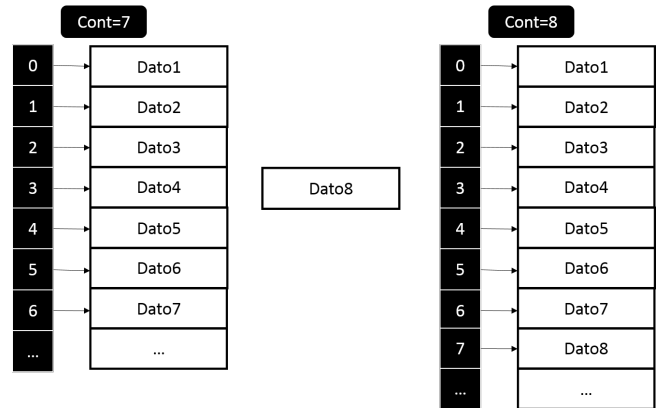 Cont=7
0 Dato1
1 Dato2
2 Dato3
3 Dato4
4 Dato5
5 Dato6
6 Dato7
... ...
Dato8
Cont=8
0 Dato1
1 Dato2
2 Dato3
3 Dato4
4 Dato5
5 Dato6
6 Dato7
7 Dato8
... ...